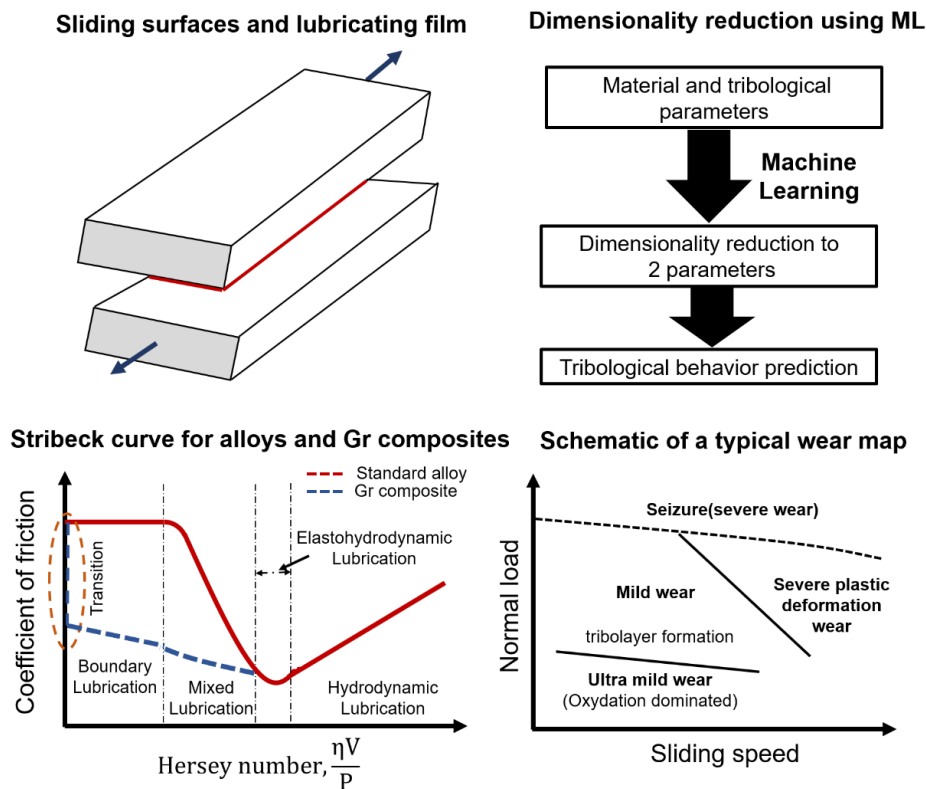 Sliding surfaces and lubricating film
Dimensionality reduction using ML
Material and tribological
parameters
Machine
Learning
Dimensionality reduction to
2 parameters
Tribological behavior prediction
Stribeck curve for alloys and Gr composites
Standard alloy
Gr composite
Elastohydrodynamic
Lubrication
Coefficient of friction
Transition
Boundary
Lubrication
Mixed
Lubrication
Hydrodynamic
Lubrication
Hersey number, ηV/P
Schematic of a typical wear map
Seizure(severe wear)
Normal load
Mild wear
Severe plastic
deformation
wear
tribolayer formation
Ultra mild wear
(Oxydation dominated)
Sliding speed